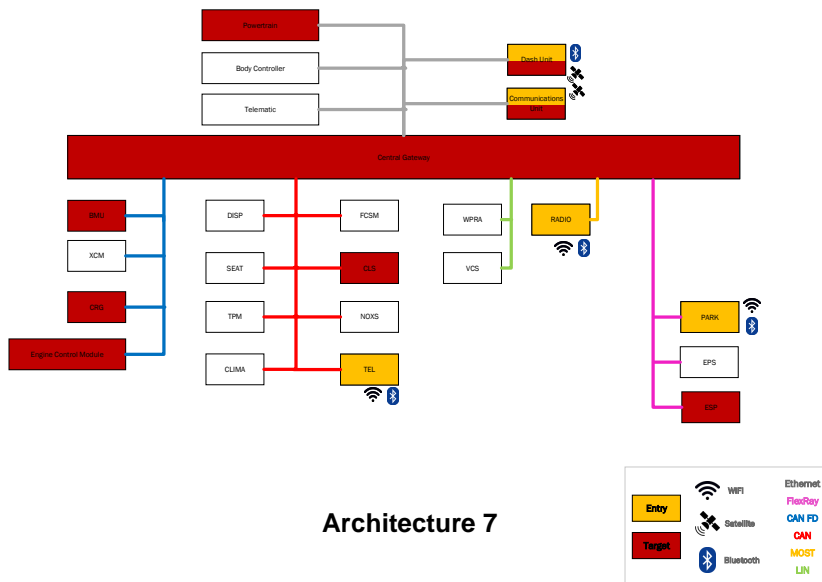 Powertrain
Body Controller
Telematic
Dash Unit
Communications
Unit
Central Gateway
BMU
XCM
CRG
Engine Control Module
DISP
SEAT
TPM
CLIMA
FCSM
CLS
NOXS
TEL
WPRA
VCS
RADIO
PARK
EPS
ESP
Architecture 7
Entry
Target
WiFi
Satellite
Bluetooth
Ethernet
FlexRay
CAN FD
CAN
MOST
LIN